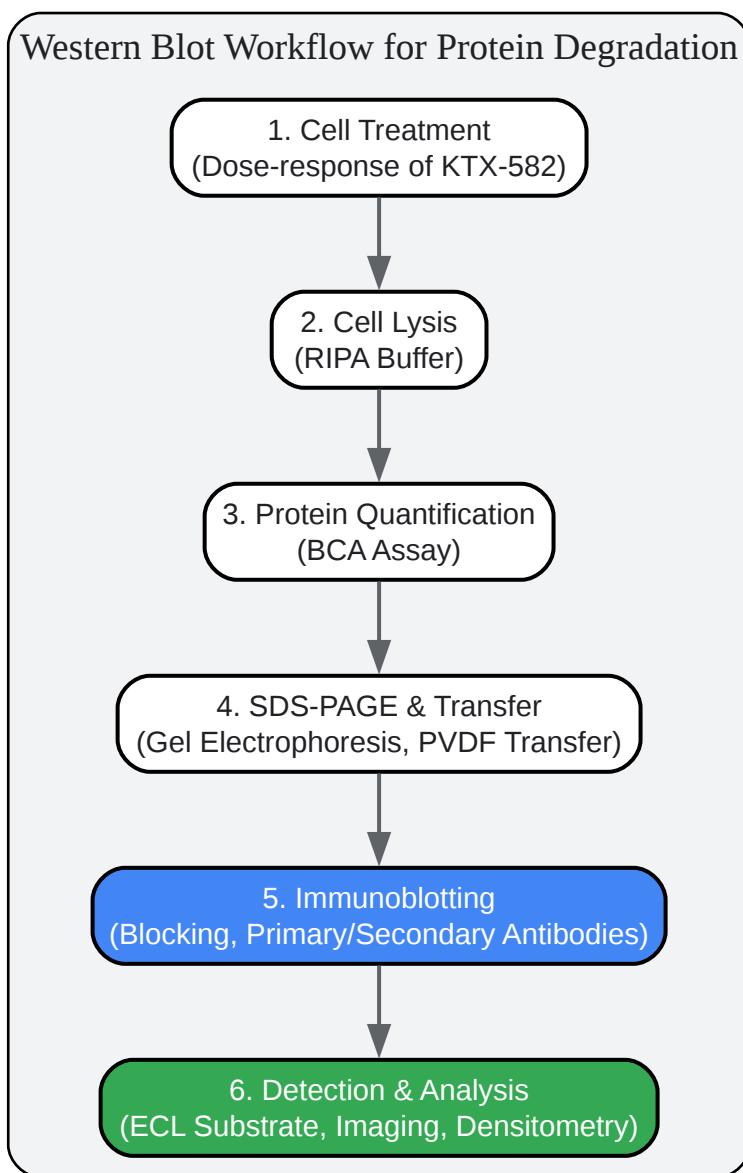 Western Blot Workflow for Protein Degradation
1. Cell Treatment
(Dose-response of KTX-582)
2. Cell Lysis
(RIPA Buffer)
3. Protein Quantification
(BCA Assay)
4. SDS-PAGE & Transfer
(Gel Electrophoresis, PVDF Transfer)
5. Immunoblotting
(Blocking, Primary/Secondary Antibodies)
6. Detection & Analysis
(ECL Substrate, Imaging, Densitometry)